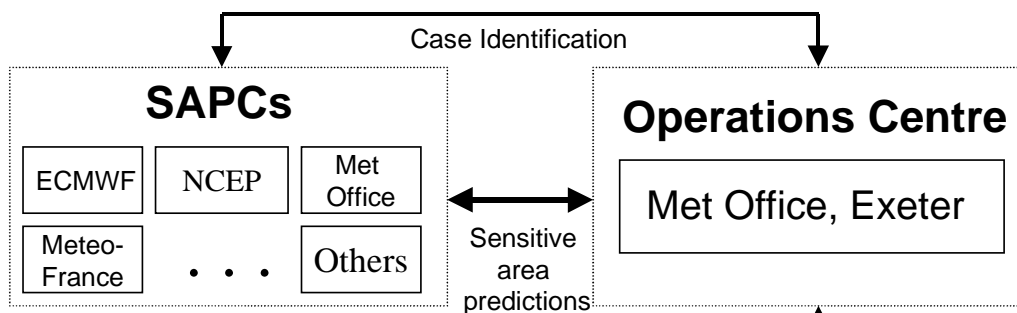 Case Identification
SAPCs
ECMWF
NCEP
Met
Office
Meteo-
France
. . .
Others
Sensitive
area
predictions
Operations Centre
Met Office, Exeter